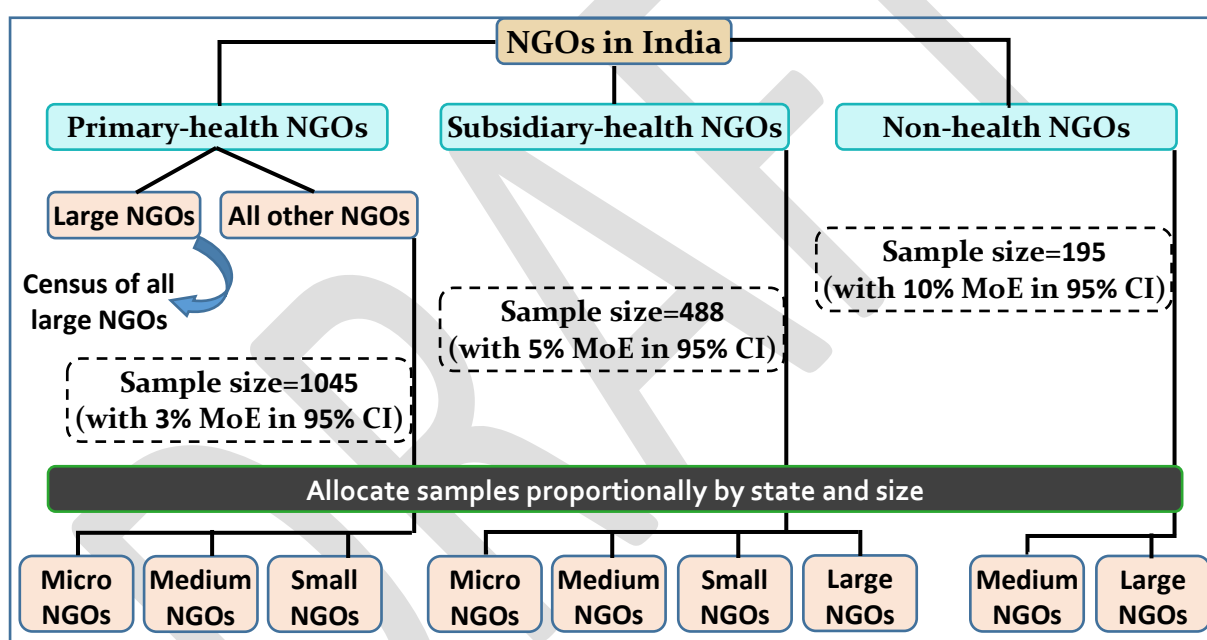 NGOs in India
Primary-health NGOs
Subsidiary-health NGOs
Non-health NGOs
Large NGOs
All other NGOs
Census of all
large NGOs
Sample size=1045
(with 3% MoE in 95% CI)
Sample size=488
(with 5% MoE in 95% CI)
Sample size=195
(with 10% MoE in 95% CI)
Allocate samples proportionally by state and size
Micro
NGOs
Medium
NGOs
Small
NGOs
Micro
NGOs
Medium
NGOs
Small
NGOs
Large
NGOs
Medium
NGOs
Large
NGOs
DRAFT